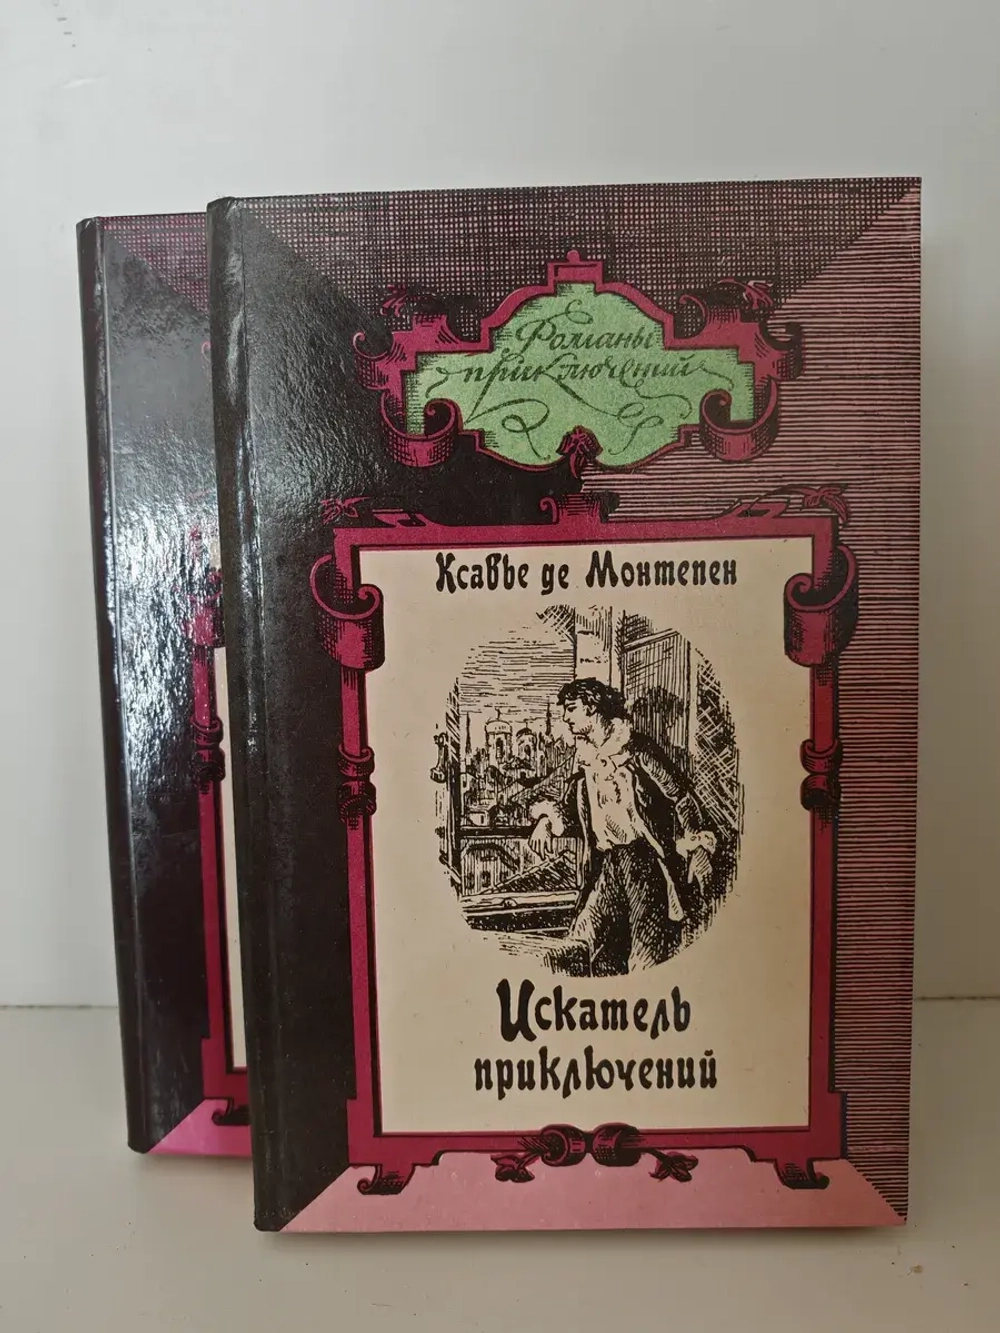 Романы
приключений
Ксавье де Монтепен
Искатель
приключений